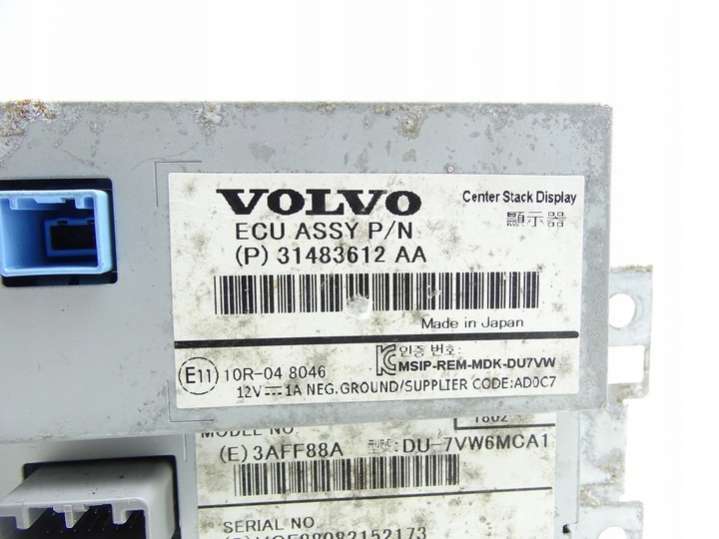 VOLVO
Center Stack Display
顯示器
ECU ASSY P/N
(P) 31483612 AA
Made in Japan
인증 번호:
MSIP-REM-MDK-DU7VW
E11 10R-04 8046
12V⎓1A NEG.GROUND/SUPPLIER CODE:AD0C7
1802
MODEL NO
(E) 3AFF88A :DU-7VW6MCA1
SERIAL NO